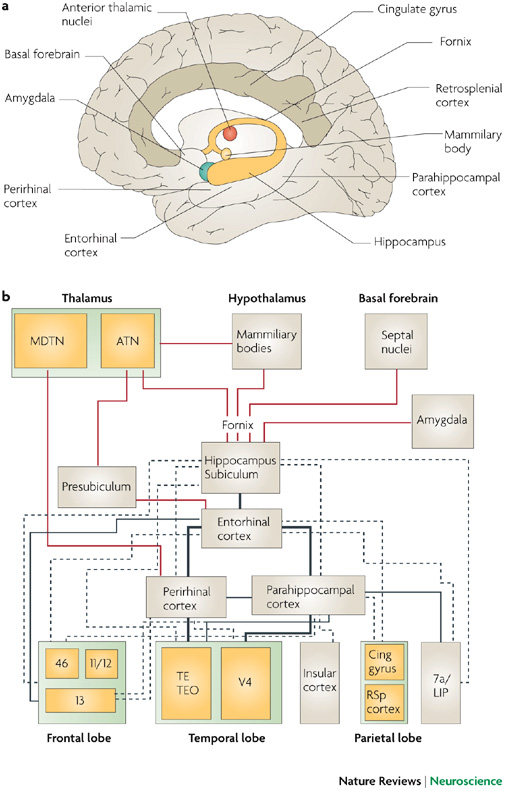 a
Anterior thalamic
nuclei
Cingulate gyrus
Fornix
Basal forebrain
Retrosplenial
cortex
Amygdala
Mammilary
body
Perirhinal
cortex
Parahippocampal
cortex
Entorhinal
cortex
Hippocampus
b
Thalamus
Hypothalamus
Basal forebrain
MDTN
ATN
Mammiliary
bodies
Septal
nuclei
Amygdala
Fornix
Hippocampus
Subiculum
Presubiculum
Entorhinal
cortex
Perirhinal
cortex
Parahippocampal
cortex
46
11/12
13
TE
TEO
V4
Insular
cortex
Cing
gyrus
RSp
cortex
7a/
LIP
Frontal lobe
Temporal lobe
Parietal lobe
Nature Reviews | Neuroscience